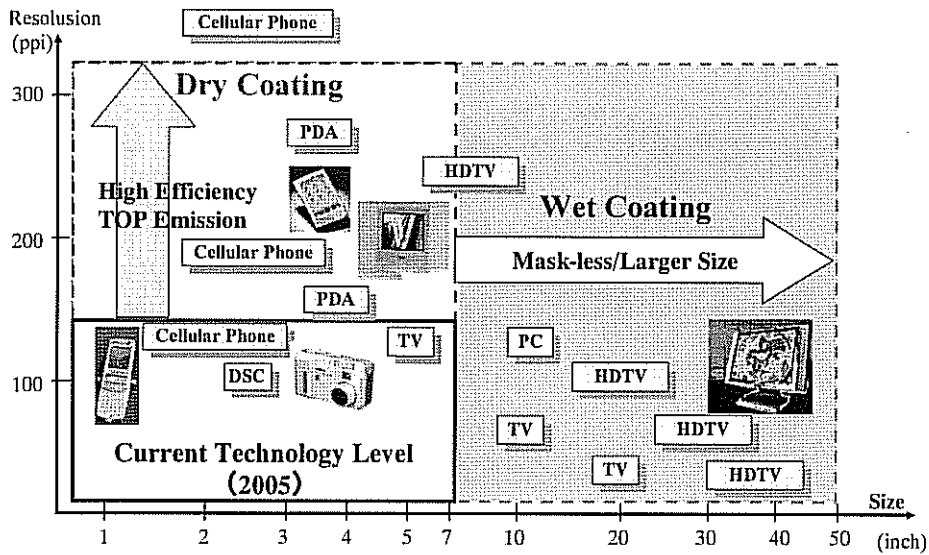 Resolusion
(ppi)
Cellular Phone
Dry Coating
300
PDA
HDTV
High Efficiency
TOP Emission
Wet Coating
200
Cellular Phone
Mask-less/Larger Size
PDA
Cellular Phone
TV
PC
100
DSC
HDTV
TV
HDTV
Current Technology Level
(2005)
TV
HDTV
Size
1
2
3
4
5
7
10
20
30
40
50
(inch)